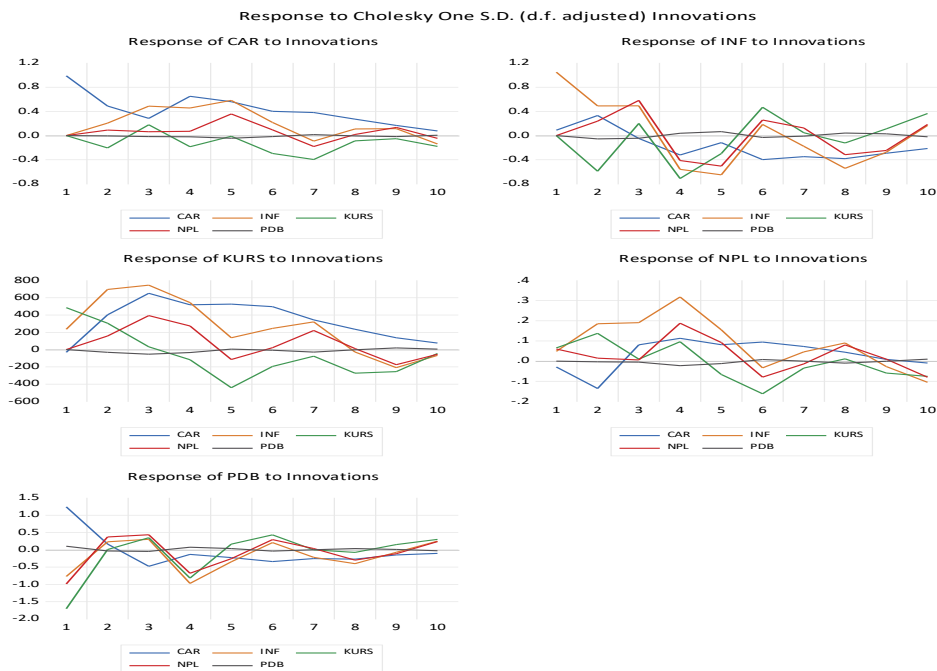 Response to Cholesky One S.D. (d.f. adjusted) Innovations
Response of CAR to Innovations
1.2
0.8
0.4
0.0
-0.4
-0.8
1 2 3 4 5 6 7 8 9 10
CAR INF KURS
NPL PDB
Response of INF to Innovations
1.2
0.8
0.4
0.0
-0.4
-0.8
1 2 3 4 5 6 7 8 9 10
CAR INF KURS
NPL PDB
Response of KURS to Innovations
800
600
400
200
0
-200
-400
-600
1 2 3 4 5 6 7 8 9 10
CAR INF KURS
NPL PDB
Response of NPL to Innovations
.4
.3
.2
.1
.0
-.1
-.2
1 2 3 4 5 6 7 8 9 10
CAR INF KURS
NPL PDB
Response of PDB to Innovations
1.5
1.0
0.5
0.0
-0.5
-1.0
-1.5
-2.0
1 2 3 4 5 6 7 8 9 10
CAR INF KURS
NPL PDB